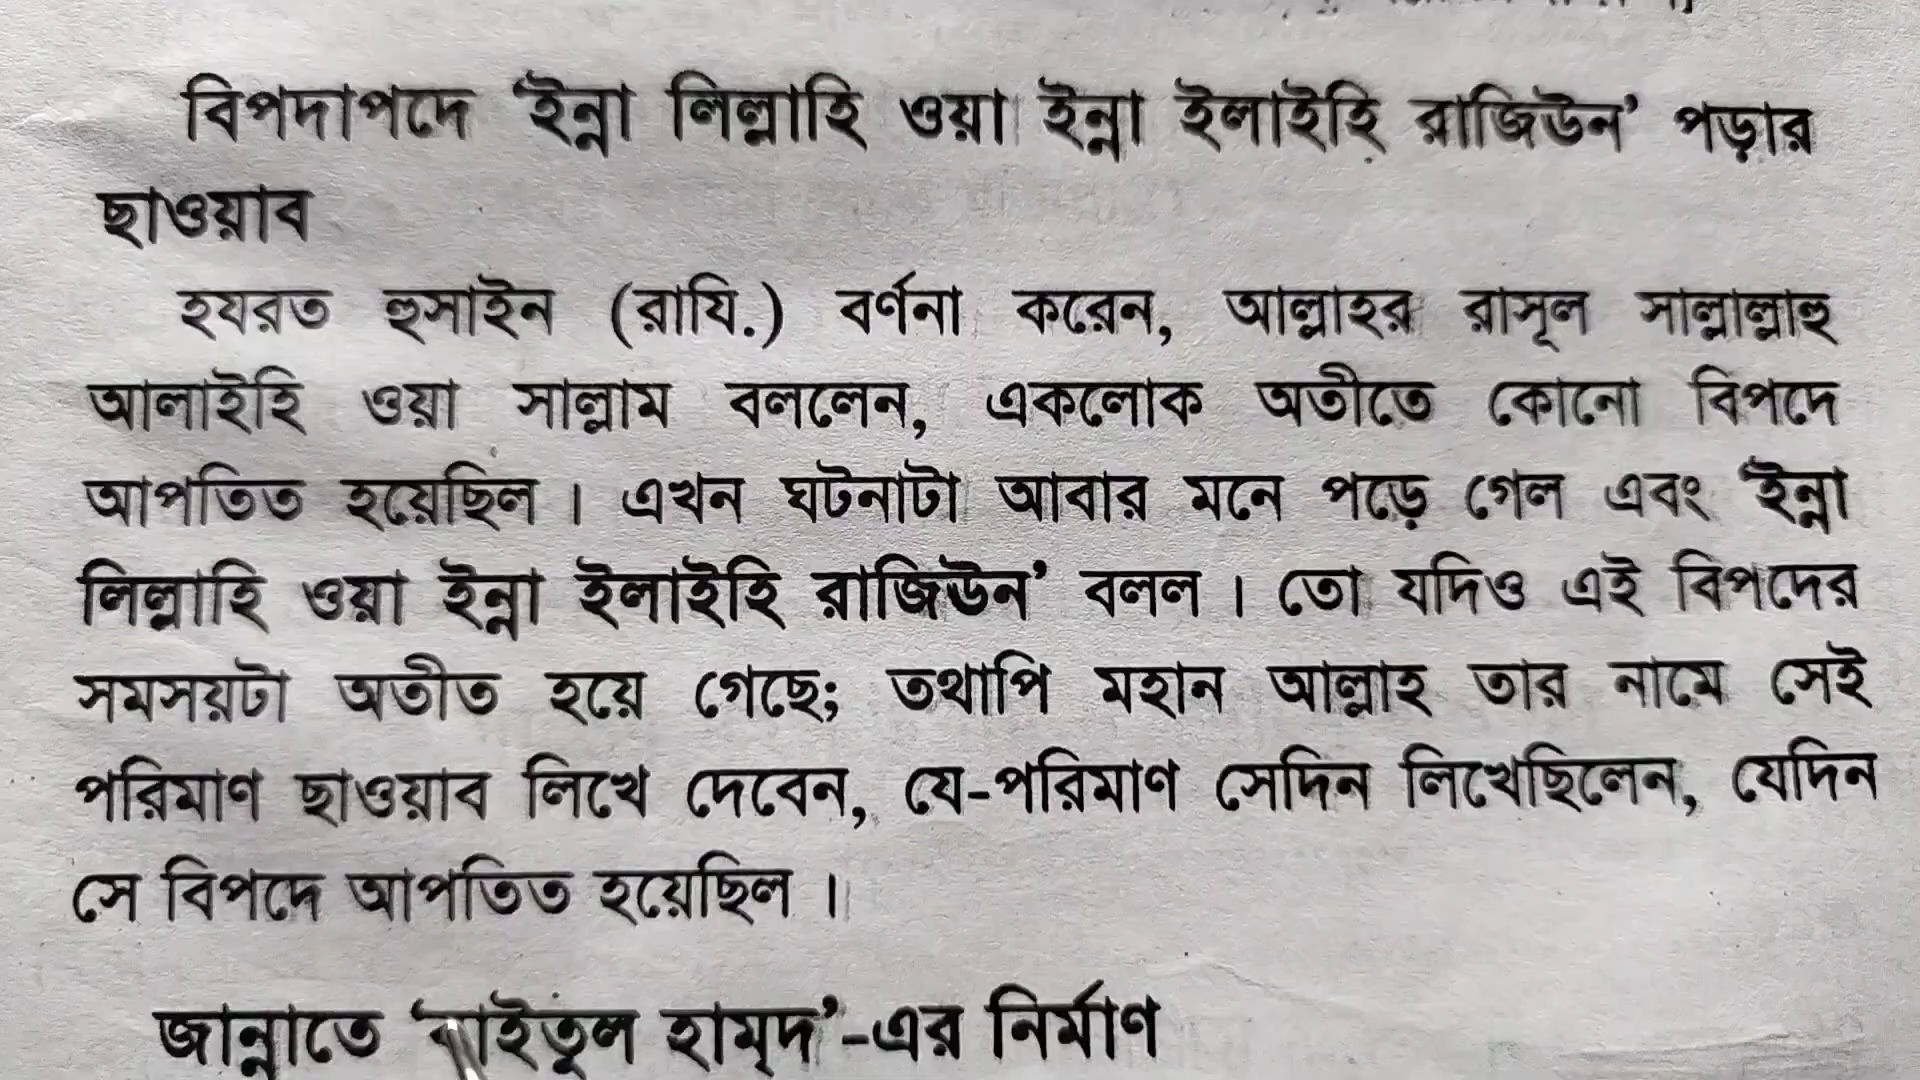 বিপদাপদে ‘ইন্না লিল্লাহি ওয়া ইন্না ইলাইহি রাজিউন’ পড়ার
ছাওয়াব
হযরত হুসাইন (রাযি.) বর্ণনা করেন, আল্লাহর রাসূল সাল্লাল্লাহু
আলাইহি ওয়া সাল্লাম বললেন, একলোক অতীতে কোনো বিপদে
আপতিত হয়েছিল। এখন ঘটনাটা আবার মনে পড়ে গেল এবং ‘ইন্না
লিল্লাহি ওয়া ইন্না ইলাইহি রাজিউন’ বলল। তো যদিও এই বিপদের
সমসয়টা অতীত হয়ে গেছে; তথাপি মহান আল্লাহ তার নামে সেই
পরিমাণ ছাওয়াব লিখে দেবেন, যে-পরিমাণ সেদিন লিখেছিলেন, যেদিন
সে বিপদে আপতিত হয়েছিল।
জান্নাতে ‘বাইতুল হামৃদ’-এর নির্মাণ